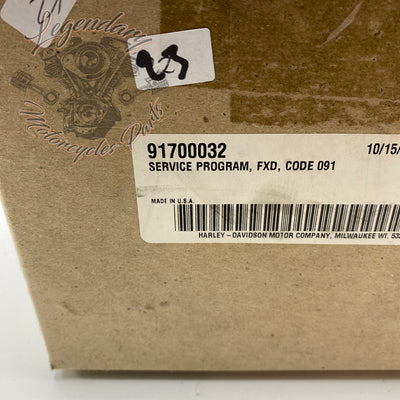 Legendary
Motorcycles Parts
91700032 10/15/
SERVICE PROGRAM, FXD, CODE 091
MADE IN U.S.A.
HARLEY-DAVIDSON MOTOR COMPANY, MILWAUKEE WI. 53